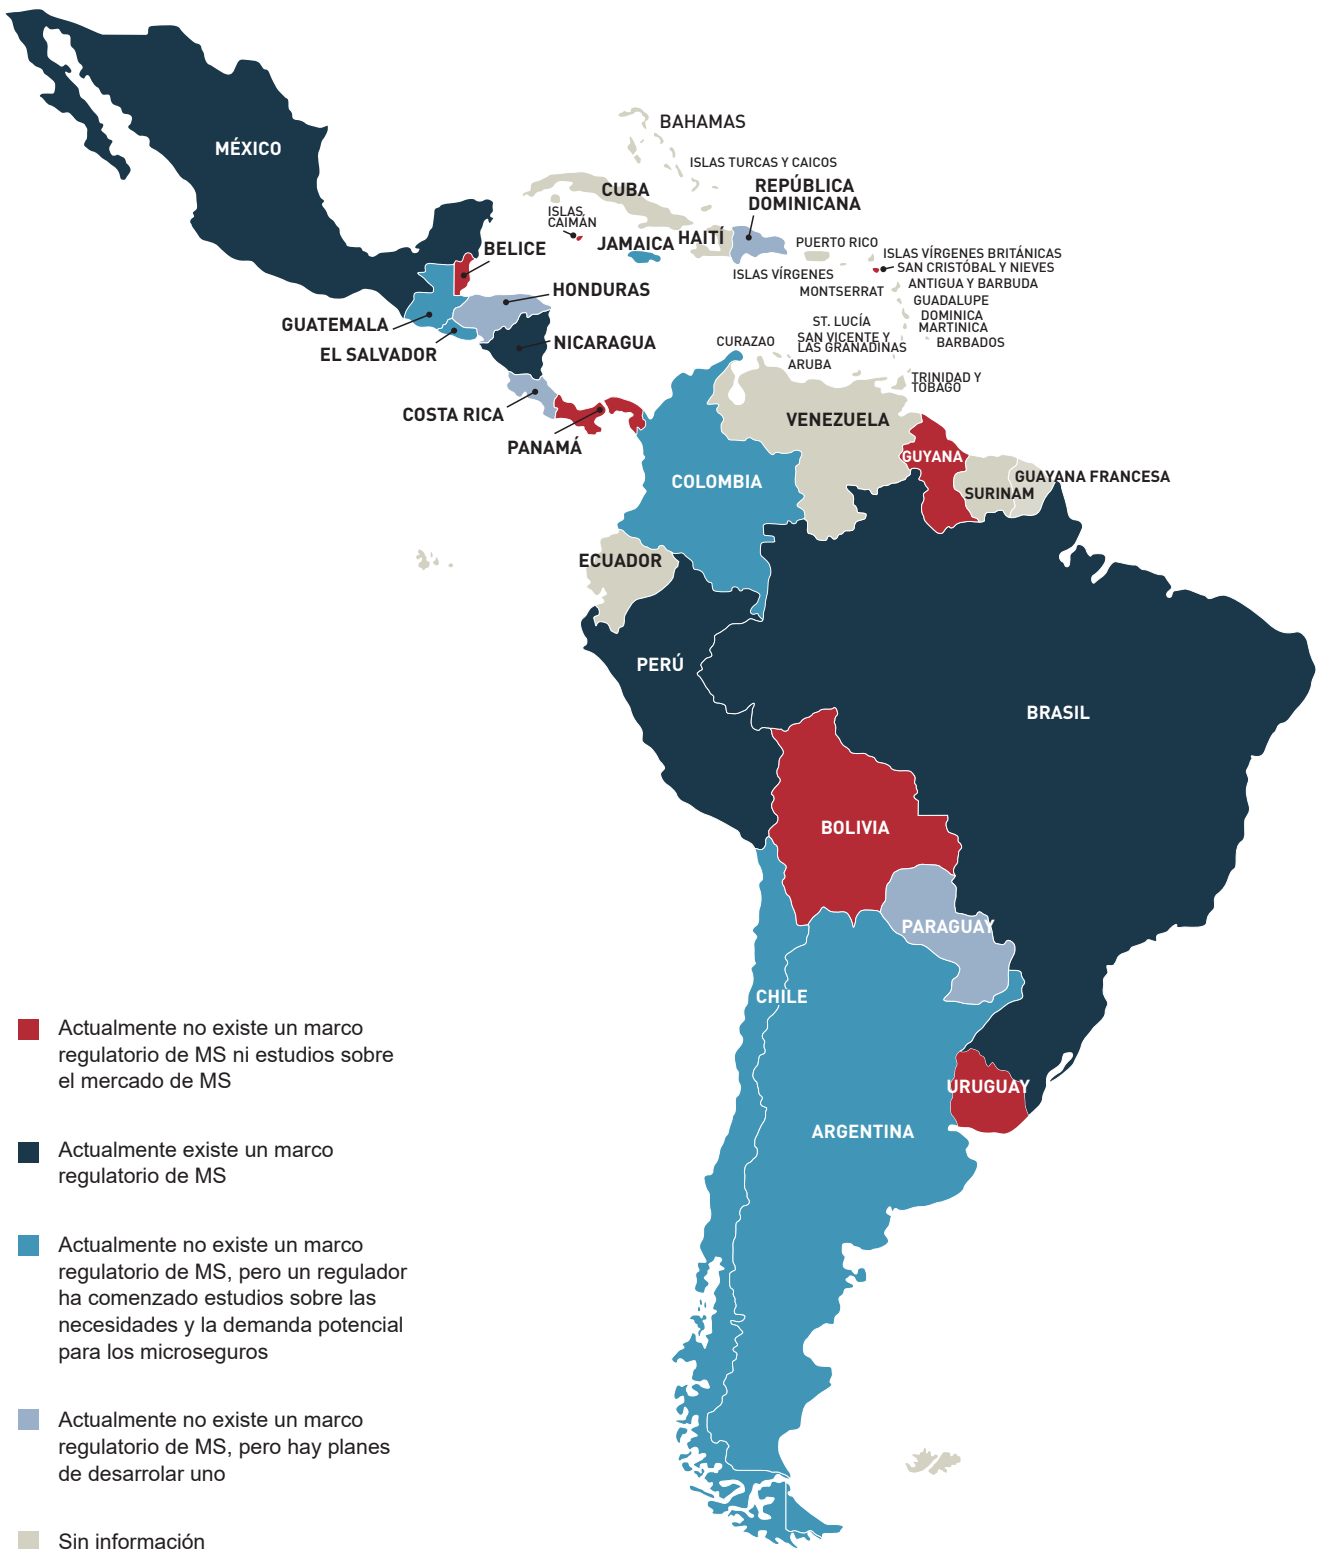 MÉXICO
BAHAMAS
ISLAS TURCAS Y CAICOS
CUBA
REPÚBLICA
DOMINICANA
ISLAS
CAIMÁN
JAMAICA
HAITÍ
PUERTO RICO
BELICE
ISLAS VÍRGENES BRITÁNICAS
SAN CRISTÓBAL Y NIEVES
ISLAS VÍRGENES
ANTIGUA Y BARBUDA
MONTSERRAT
HONDURAS
GUADALUPE
DOMINICA
GUATEMALA
ST. LUCÍA
MARTINICA
EL SALVADOR
NICARAGUA
CURAZAO
SAN VICENTE Y
LAS GRANADINAS
BARBADOS
ARUBA
TRINIDAD Y
TOBAGO
COSTA RICA
VENEZUELA
PANAMÁ
GUYANA
COLOMBIA
GUAYANA FRANCESA
SURINAM
ECUADOR
PERÚ
BRASIL
BOLIVIA
PARAGUAY
CHILE
URUGUAY
ARGENTINA
Actualmente no existe un marco
regulatorio de MS ni estudios sobre
el mercado de MS
Actualmente existe un marco
regulatorio de MS
Actualmente no existe un marco
regulatorio de MS, pero un regulador
ha comenzado estudios sobre las
necesidades y la demanda potencial
para los microseguros
Actualmente no existe un marco
regulatorio de MS, pero hay planes
de desarrolar uno
Sin información